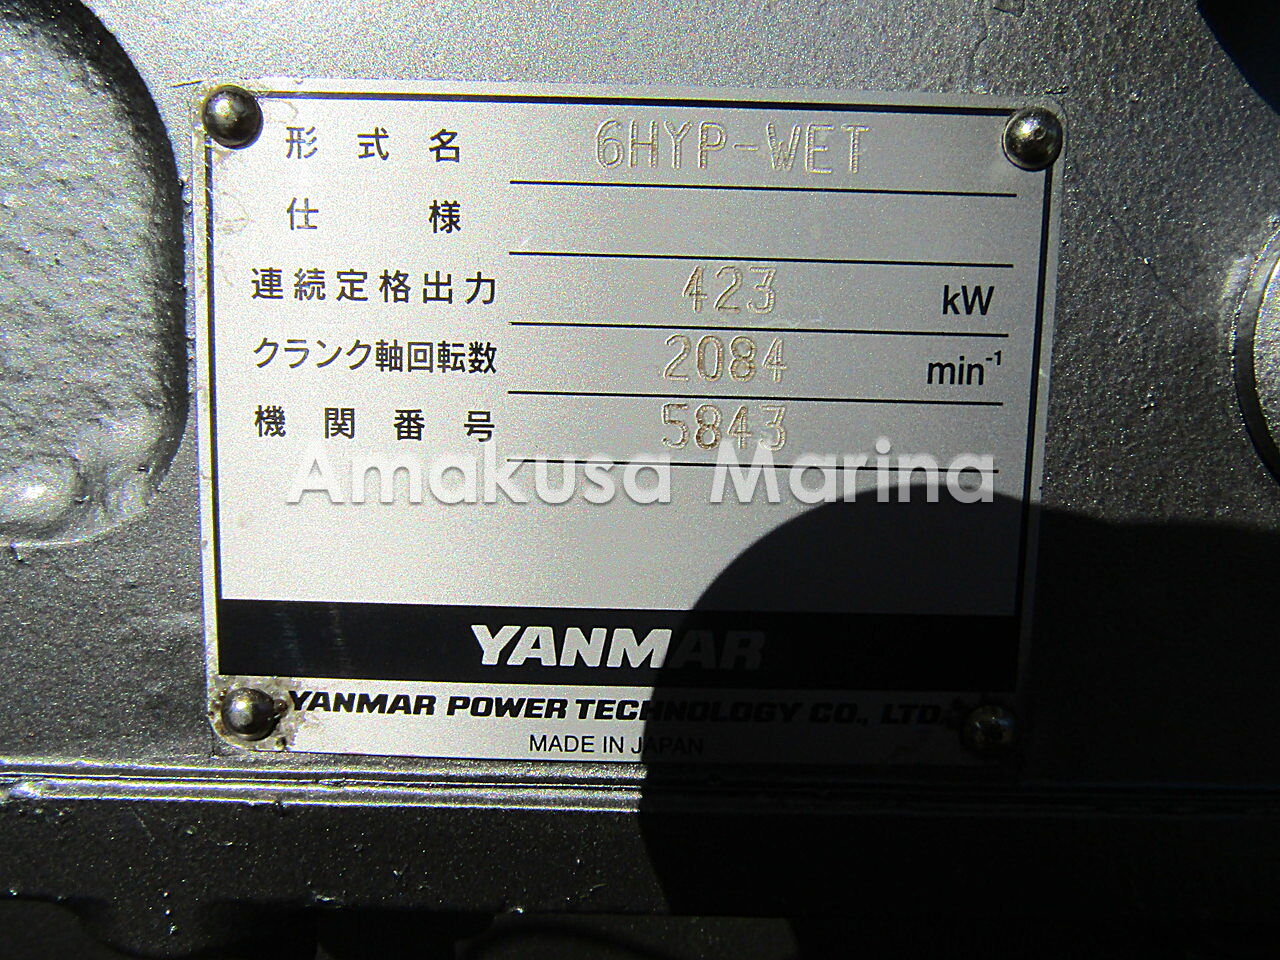 形式名 6HYP-WET
仕様
連続定格出力 423 kW
クランク軸回転数 2084 min⁻¹
機関番号 5843
Amakusa Marina
YANMAR
YANMAR POWER TECHNOLOGY CO., LTD.
MADE IN JAPAN